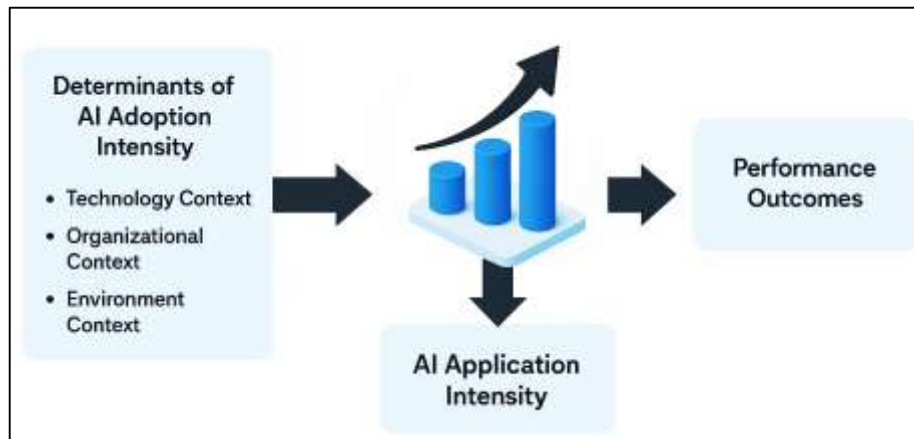 Determinants of
AI Adoption
Intensity
• Technology Context
• Organizational
Context
• Environment
Context
Performance
Outcomes
AI Application
Intensity